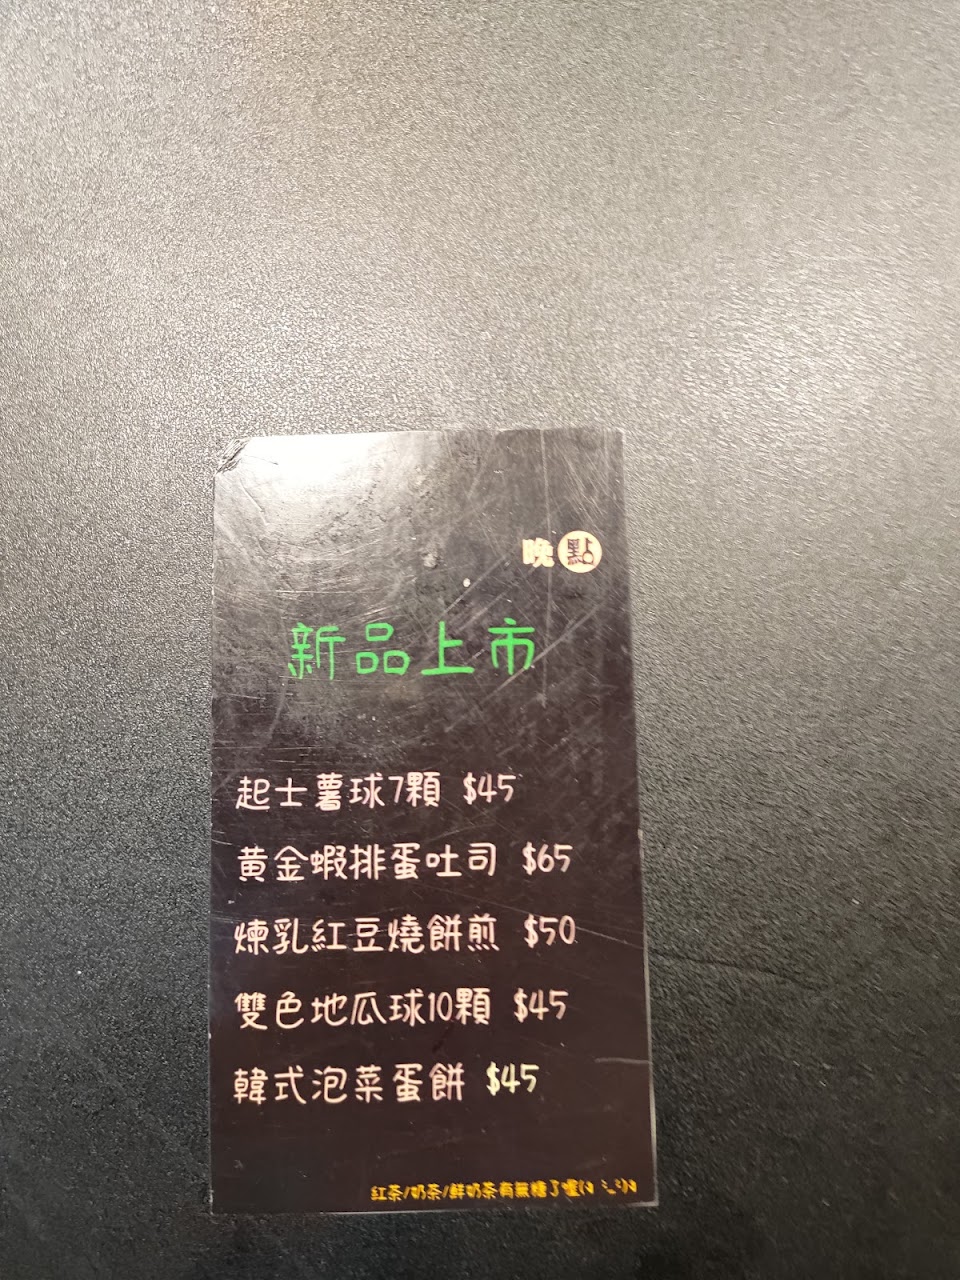 晚點
新品上市
起士薯球7顆 $45
黃金蝦排蛋吐司 $65
煉乳紅豆燒餅煎 $50
雙色地瓜球10顆 $45
韓式泡菜蛋餅 $45
紅茶/奶茶/鮮奶茶有無糖了喔